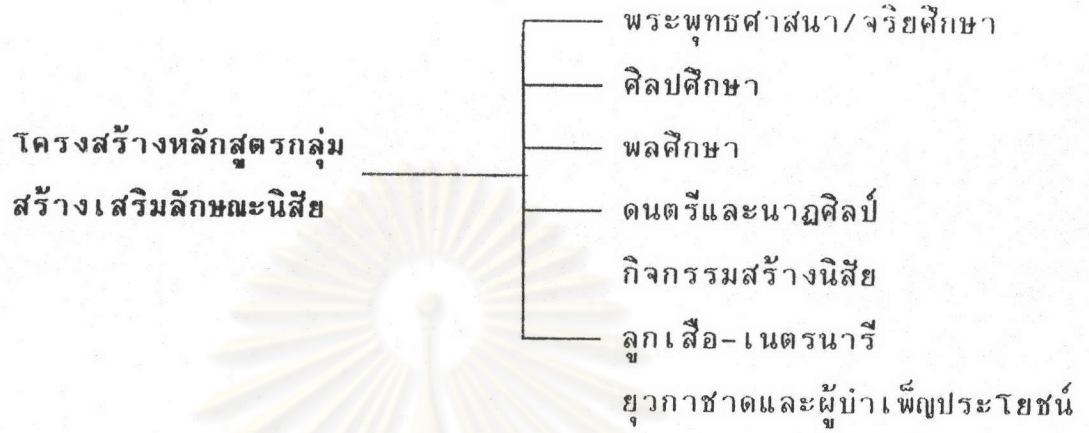 โครงสร้างหลักสูตรกลุ่ม
สร้างเสริมลักษณะนิสัย
พระพุทธศาสนา/จริยศึกษา
ศิลปศึกษา
พลศึกษา
ดนตรีและนาฏศิลป์
กิจกรรมสร้างนิสัย
ลูกเสือ-เนตรนารี
ยุวกาชาดและผู้บำเพ็ญประโยชน์